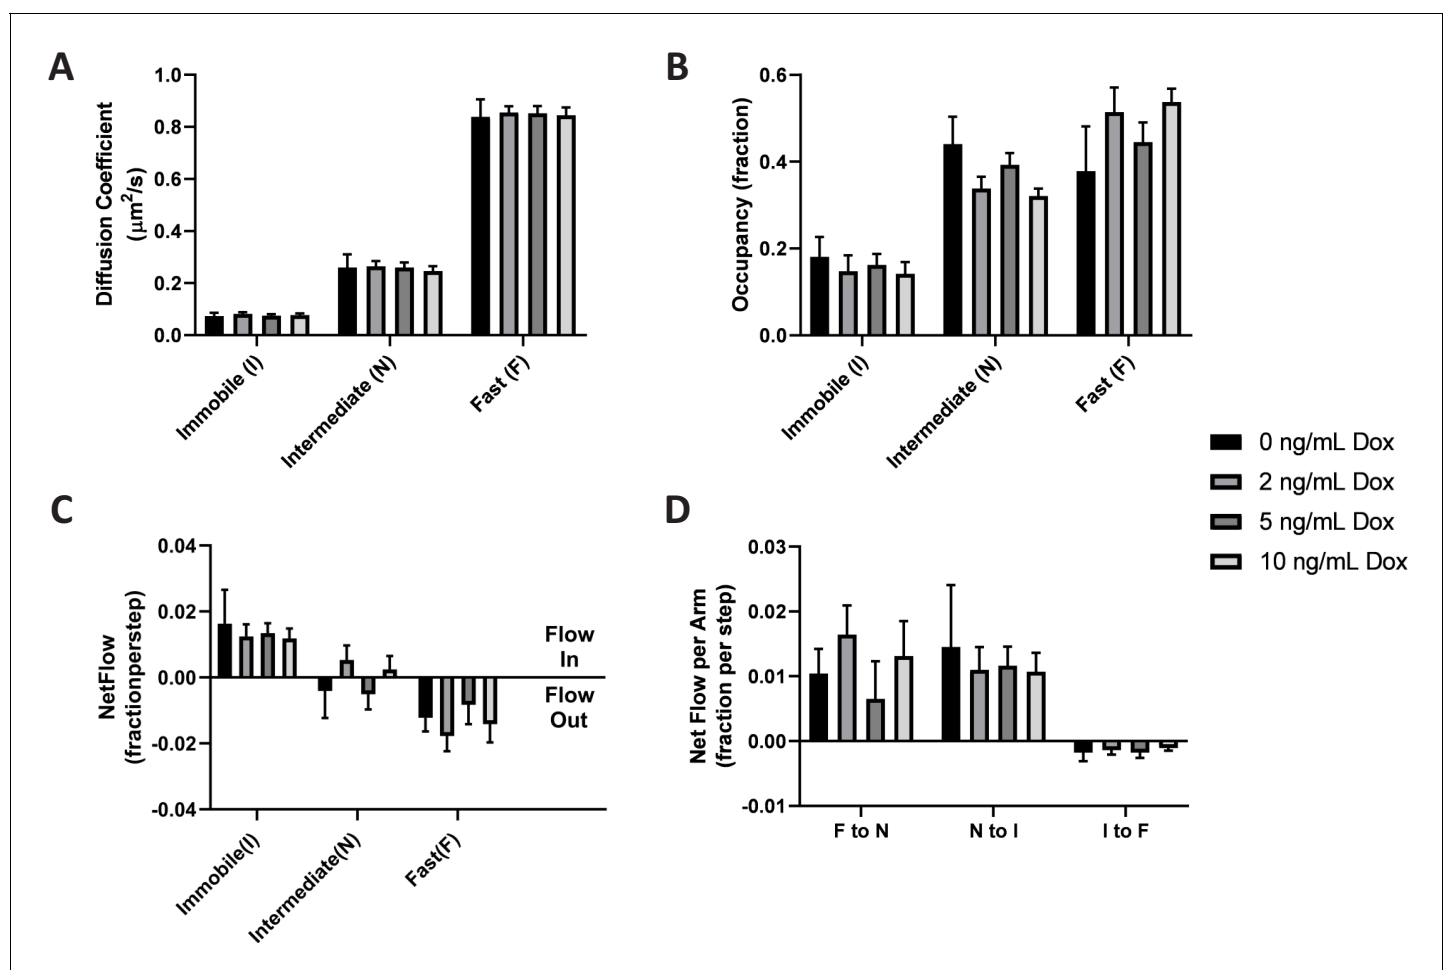 A
Diffusion Coefficient
(μm²/s)
1.0
0.8
0.6
0.4
0.2
0.0
Immobile (I)
Intermediate (N)
Fast (F)
B
Occupancy (fraction)
0.6
0.4
0.2
0.0
Immobile (I)
Intermediate (N)
Fast (F)
0 ng/mL Dox
2 ng/mL Dox
5 ng/mL Dox
10 ng/mL Dox
C
NetFlow
(fractionperstep)
0.04
0.02
0.00
-0.02
-0.04
Flow
In
Flow
Out
Immobile(I)
Intermediate(N)
Fast(F)
D
Net Flow per Arm
(fraction per step)
0.03
0.02
0.01
0.00
-0.01
F to N
N to I
I to F